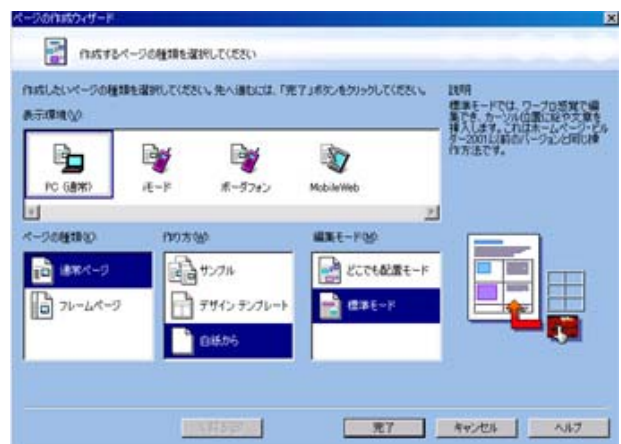 ページの作成ウィザード
作成するページの種類を選択してください
作成したいページの種類を選択してください。先へ進むには、「完了」ボタンをクリックしてください。
表示環境(V)
PC (通常)
iモード
ボーダフォン
MobileWeb
ページの種類(K)
通常ページ
フレームページ
作り方(W)
サンプル
デザイン テンプレート
白紙から
編集モード(M)
どこでも配置モード
標準モード
説明
標準モードでは、ワープロ感覚で編
集でき、カーソル位置に絵や文章を
挿入します。これはホームページ・ビル
ダー2001以前のバージョンと同じ操
作方法です。
完了
キャンセル
ヘルプ